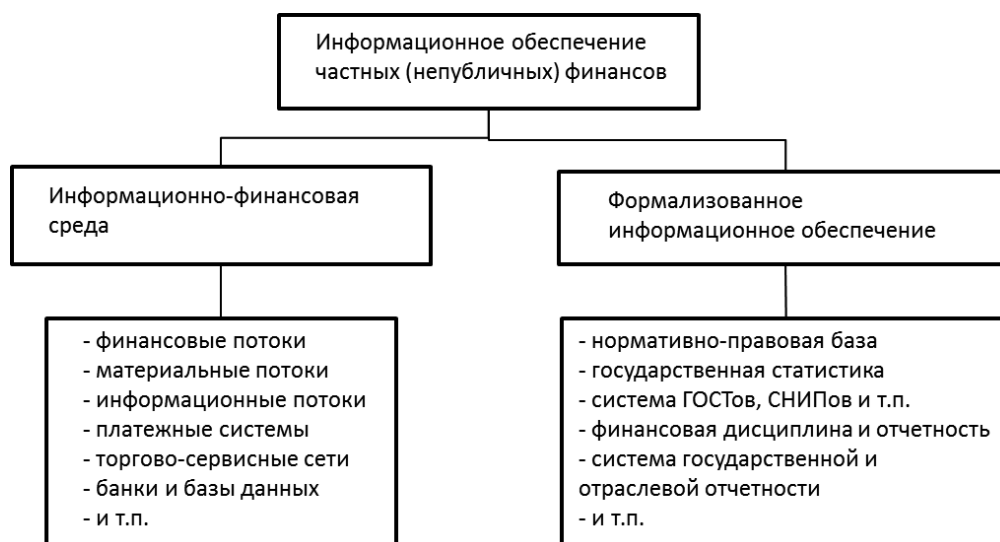 Информационное обеспечение
частных (непубличных) финансов
Информационно-финансовая
среда
Формализованное
информационное обеспечение
- финансовые потоки
- материальные потоки
- информационные потоки
- платежные системы
- торгово-сервисные сети
- банки и базы данных
- и т.п.
- нормативно-правовая база
- государственная статистика
- система ГОСТов, СНИПов и т.п.
- финансовая дисциплина и отчетность
- система государственной и
отраслевой отчетности
- и т.п.